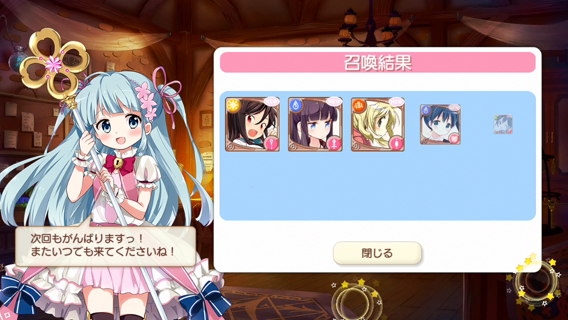 召喚結果
次回もがんばりますっ！
またいつでも来てくださいね！
閉じる